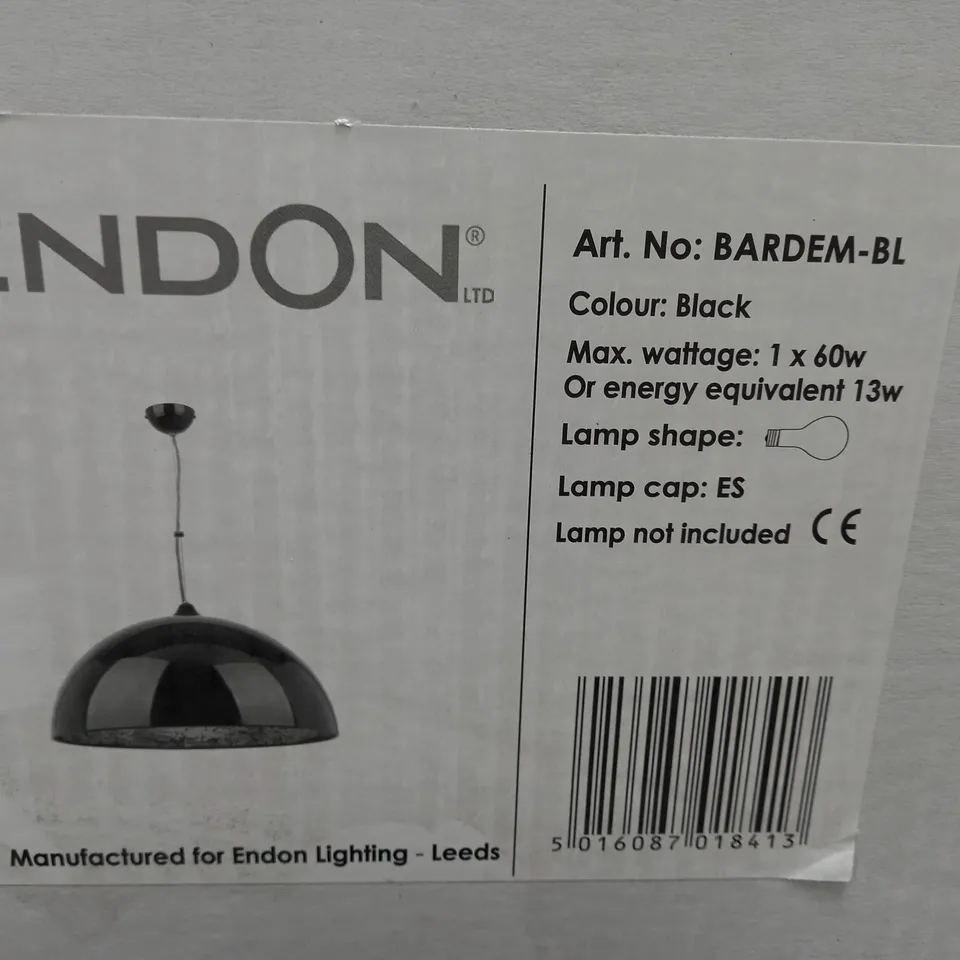 ENDON®
LTD
Art. No: BARDEM-BL
Colour: Black
Max. wattage: 1 x 60w
Or energy equivalent 13w
Lamp shape:
Lamp cap: ES
Lamp not included CE
5 016087 018413
Manufactured for Endon Lighting - Leeds